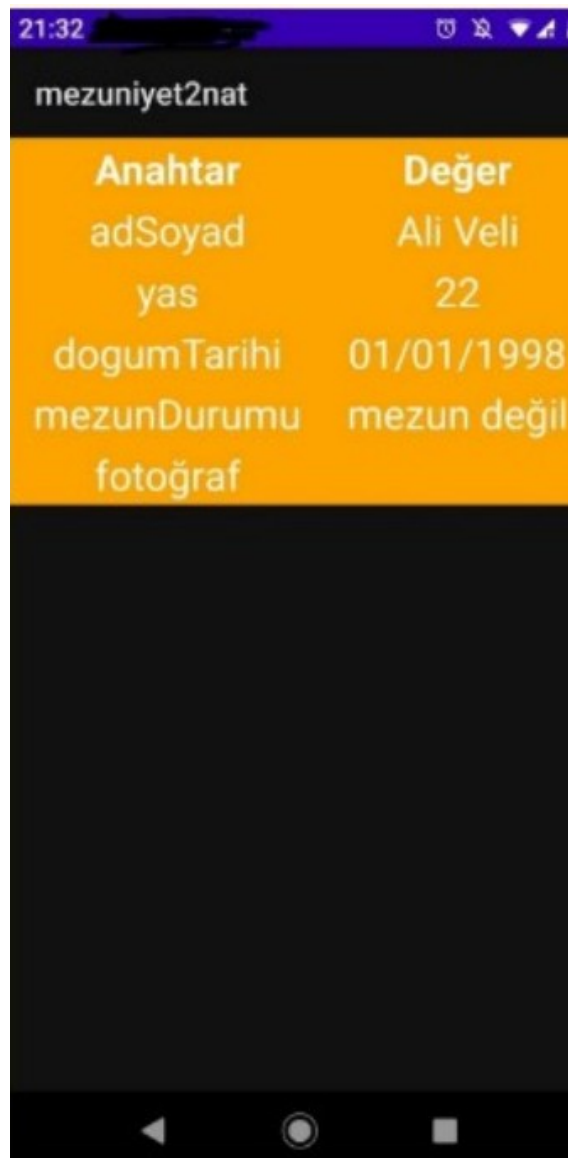 21:32
mezuniyet2nat
Anahtar Değer
adSoyad Ali Veli
yas 22
dogumTarihi 01/01/1998
mezunDurumu mezun değil
fotoğraf